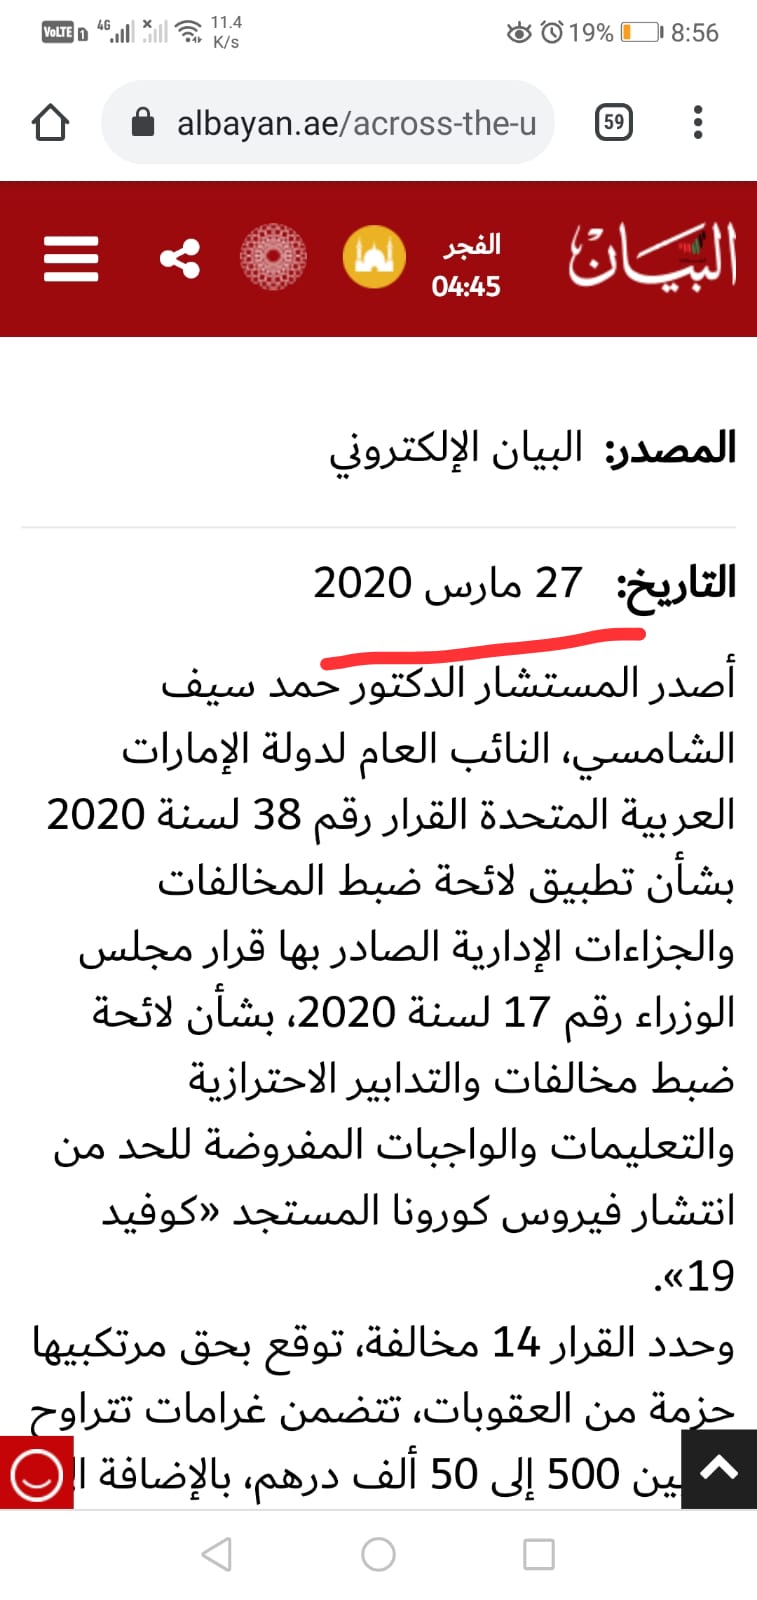 VoLTE 1 4G 11.4 K/s 19% 8:56
albayan.ae/across-the-u 59
البيان
الفجر
04:45
المصدر: البيان الإلكتروني
التاريخ: 27 مارس 2020
أصدر المستشار الدكتور حمد سيف
الشامسي، النائب العام لدولة الإمارات
العربية المتحدة القرار رقم 38 لسنة 2020
بشأن تطبيق لائحة ضبط المخالفات
والجزاءات الإدارية الصادر بها قرار مجلس
الوزراء رقم 17 لسنة 2020، بشأن لائحة
ضبط مخالفات والتدابير الاحترازية
والتعليمات والواجبات المفروضة للحد من
انتشار فيروس كورونا المستجد «كوفيد
19».
وحدد القرار 14 مخالفة، توقع بحق مرتكبيها
حزمة من العقوبات، تتضمن غرامات تتراوح
بين 500 إلى 50 ألف درهم، بالإضافة